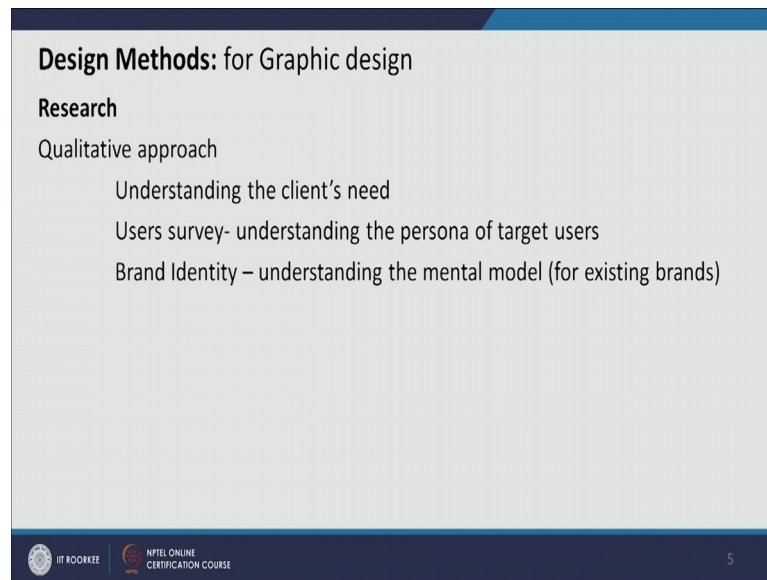 Design Methods: for Graphic design
Research
Qualitative approach
Understanding the client's need
Users survey- understanding the persona of target users
Brand Identity – understanding the mental model (for existing brands)
IIT ROORKEE
NPTEL ONLINE
CERTIFICATION COURSE
NPTEL
5